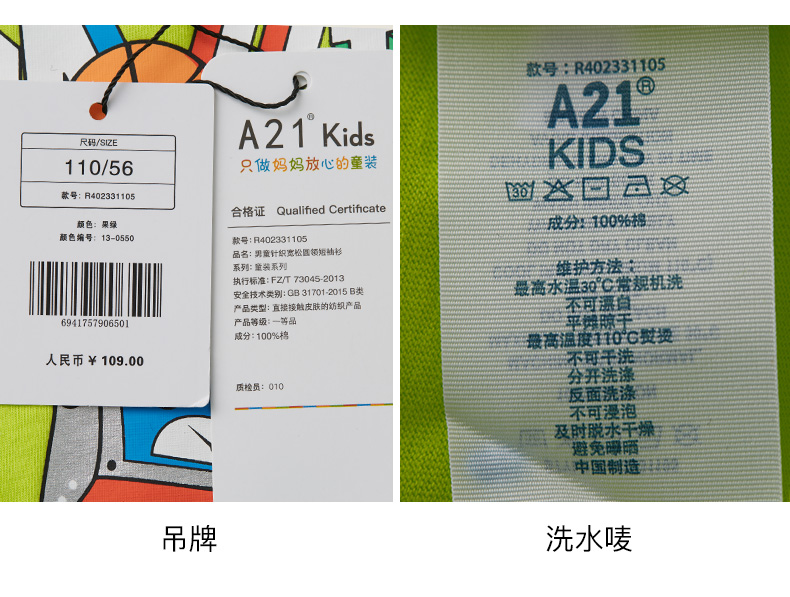 尺码/SIZE
110/56
款号：R402331105
颜色：果绿
颜色编号：13-0550
6941757906501
人民币 ¥ 109.00
A21® Kids
只做妈妈放心的童装
合格证 Qualified Certificate
款号：R402331105
品名：男童针织宽松圆领短袖衫
系列：童装系列
执行标准：FZ/T 73045-2013
安全技术类别：GB 31701-2015 B类
产品类型：直接接触皮肤的纺织产品
产品等级：一等品
成分：100%棉
质检员：010
款号：R402331105
A21®
KIDS
成分：100%棉
维护方法：
最高水温30℃常规机洗
不可漂白
平摊晾干
最高温度110℃熨烫
不可干洗
分开洗涤
反面洗涤
不可浸泡
及时脱水干燥
避免曝晒
中国制造
吊牌
洗水唛